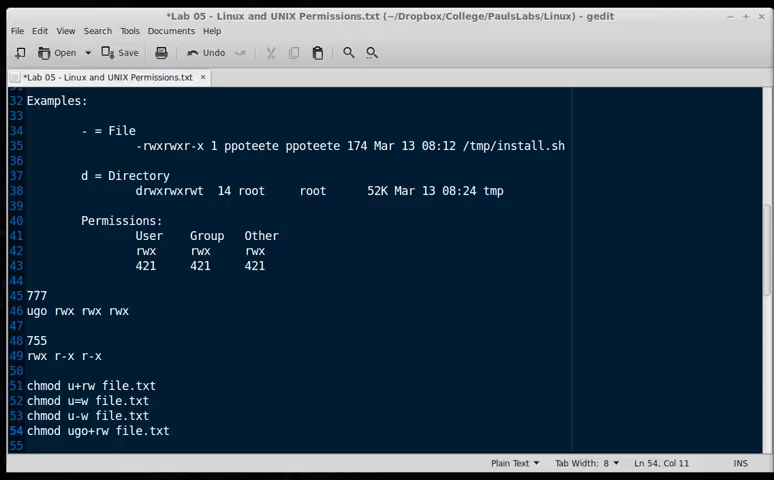 *Lab 05 - Linux and UNIX Permissions.txt (~/Dropbox/College/PaulsLabs/Linux) - gedit
File Edit View Search Tools Documents Help
Open Save Undo
*Lab 05 - Linux and UNIX Permissions.txt ×
32 Examples:
33
34 - = File
35 -rwxrwxr-x 1 ppoteete ppoteete 174 Mar 13 08:12 /tmp/install.sh
36
37 d = Directory
38 drwxrwxrwt 14 root root 52K Mar 13 08:24 tmp
39
40 Permissions:
41 User Group Other
42 rwx rwx rwx
43 421 421 421
44
45 777
46 ugo rwx rwx rwx
47
48 755
49 rwx r-x r-x
50
51 chmod u+rw file.txt
52 chmod u=w file.txt
53 chmod u-w file.txt
54 chmod ugo+rw file.txt
55
Plain Text Tab Width: 8 Ln 54, Col 11 INS